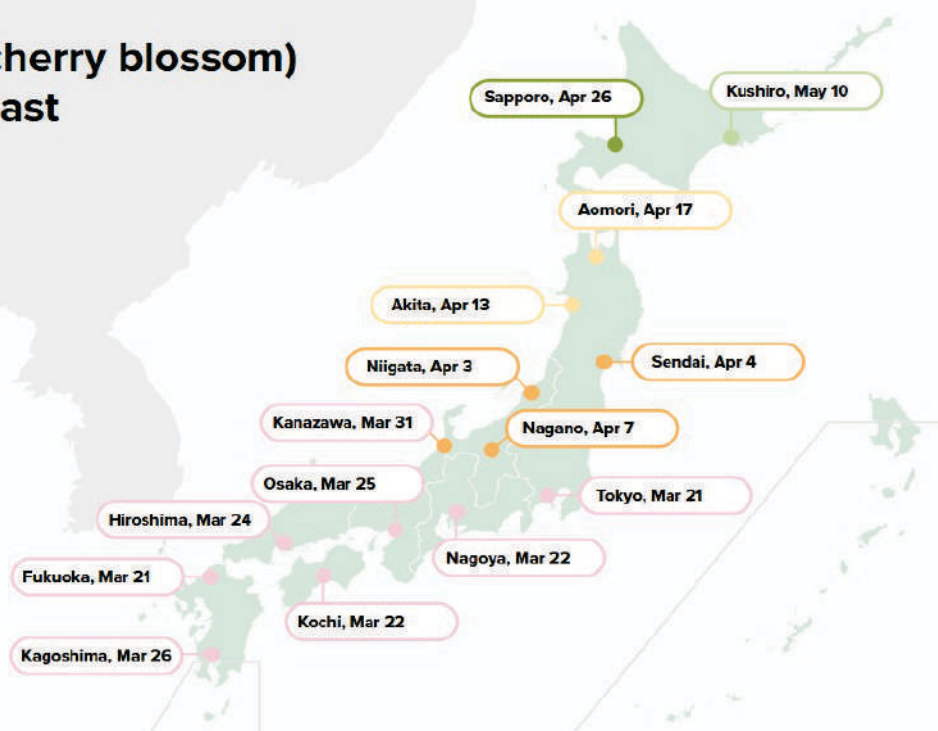 cherry blossom)
ast
Sapporo, Apr 26
Kushiro, May 10
Aomori, Apr 17
Akita, Apr 13
Niigata, Apr 3
Sendai, Apr 4
Kanazawa, Mar 31
Nagano, Apr 7
Osaka, Mar 25
Tokyo, Mar 21
Hiroshima, Mar 24
Nagoya, Mar 22
Fukuoka, Mar 21
Kochi, Mar 22
Kagoshima, Mar 26